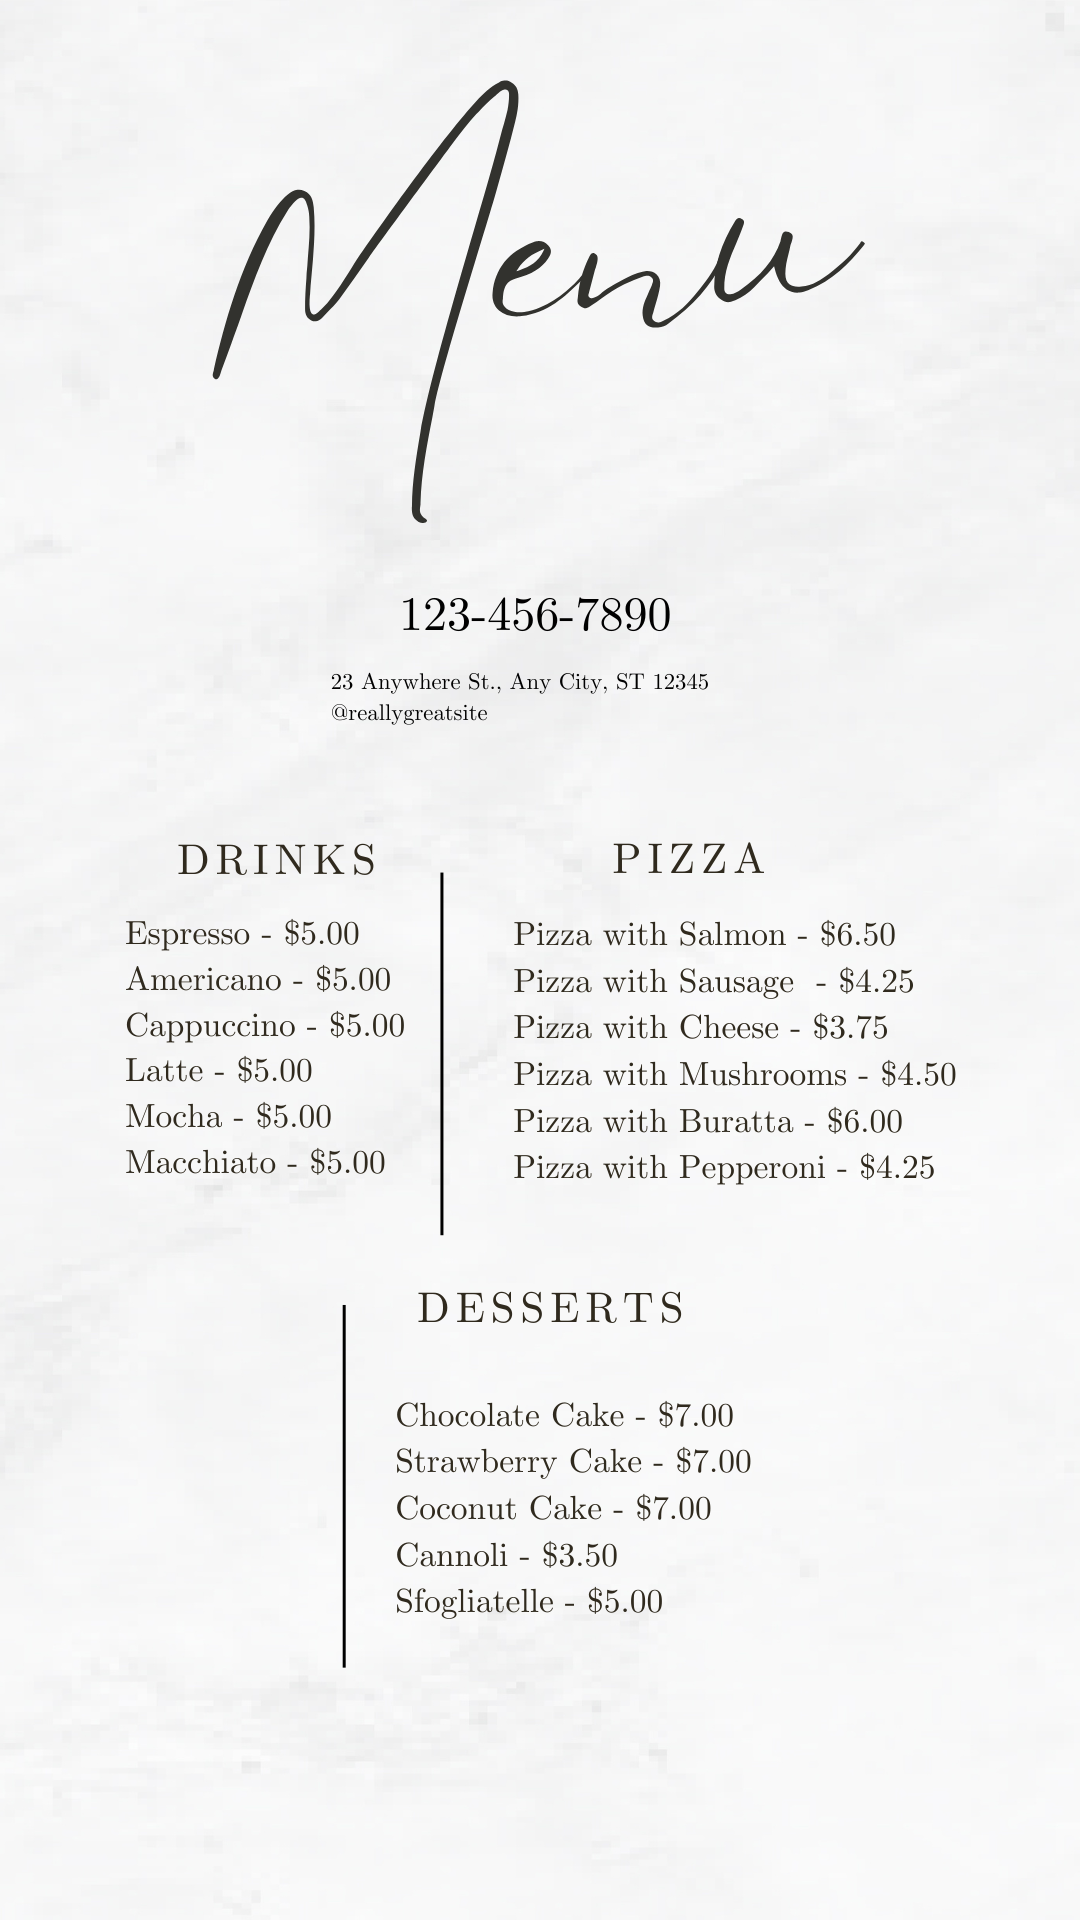 Menu
123-456-7890
23 Anywhere St., Any City, ST 12345
@reallygreatsite
DRINKS
Espresso - $5.00
Americano - $5.00
Cappuccino - $5.00
Latte - $5.00
Mocha - $5.00
Macchiato - $5.00
PIZZA
Pizza with Salmon - $6.50
Pizza with Sausage  - $4.25
Pizza with Cheese - $3.75
Pizza with Mushrooms - $4.50
Pizza with Buratta - $6.00
Pizza with Pepperoni - $4.25
DESSERTS
Chocolate Cake - $7.00
Strawberry Cake - $7.00
Coconut Cake - $7.00
Cannoli - $3.50
Sfogliatelle - $5.00